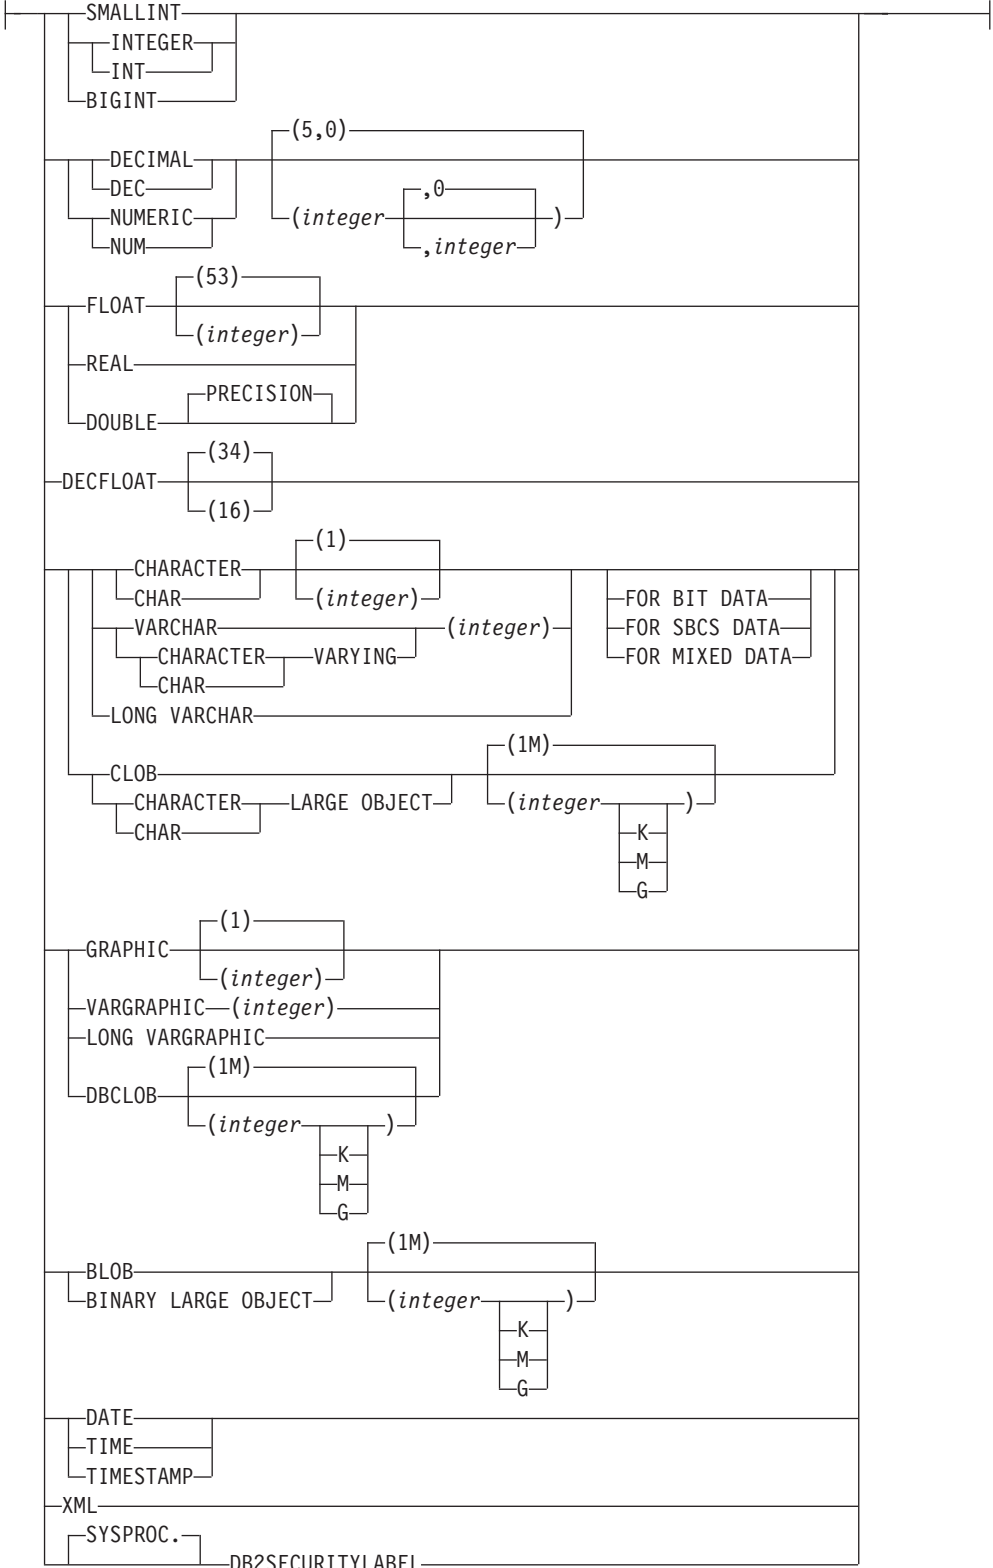 SMALLINT
INTEGER
INT
BIGINT
(5,0)
DECIMAL
DEC
,0
NUMERIC (integer )
NUM ,integer
(53)
FLOAT
(integer)
REAL
PRECISION
DOUBLE
(34)
DECFLOAT
(16)
(1)
CHARACTER
CHAR (integer) FOR BIT DATA
VARCHAR (integer) FOR SBCS DATA
CHARACTER VARYING FOR MIXED DATA
CHAR
LONG VARCHAR
(1M)
CLOB
CHARACTER LARGE OBJECT (integer )
CHAR K
M
G
(1)
GRAPHIC
(integer)
VARGRAPHIC (integer)
LONG VARGRAPHIC
(1M)
DBCLOB
(integer )
K
M
G
(1M)
BLOB
BINARY LARGE OBJECT (integer )
K
M
G
DATE
TIME
TIMESTAMP
XML
SYSPROC.
DB2SECURITYLABEL